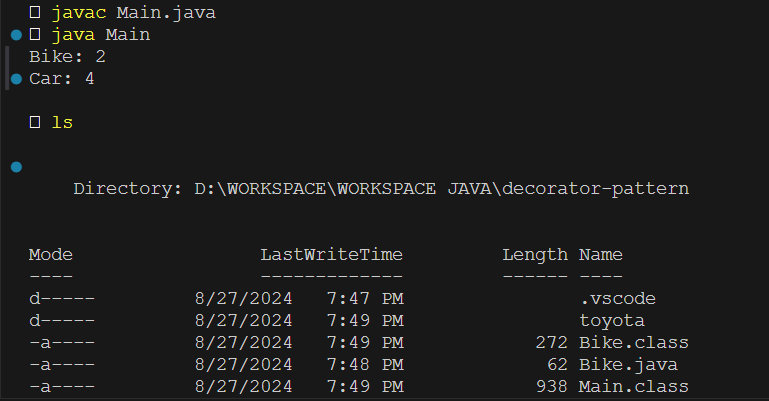 javac Main.java
java Main
Bike: 2
Car: 4
ls
Directory: D:\WORKSPACE\WORKSPACE JAVA\decorator-pattern
Mode                 LastWriteTime         Length Name
----                 -------------         ------ ----
d-----         8/27/2024   7:47 PM                .vscode
d-----         8/27/2024   7:49 PM                toyota
-a----         8/27/2024   7:49 PM            272 Bike.class
-a----         8/27/2024   7:48 PM             62 Bike.java
-a----         8/27/2024   7:49 PM            938 Main.class